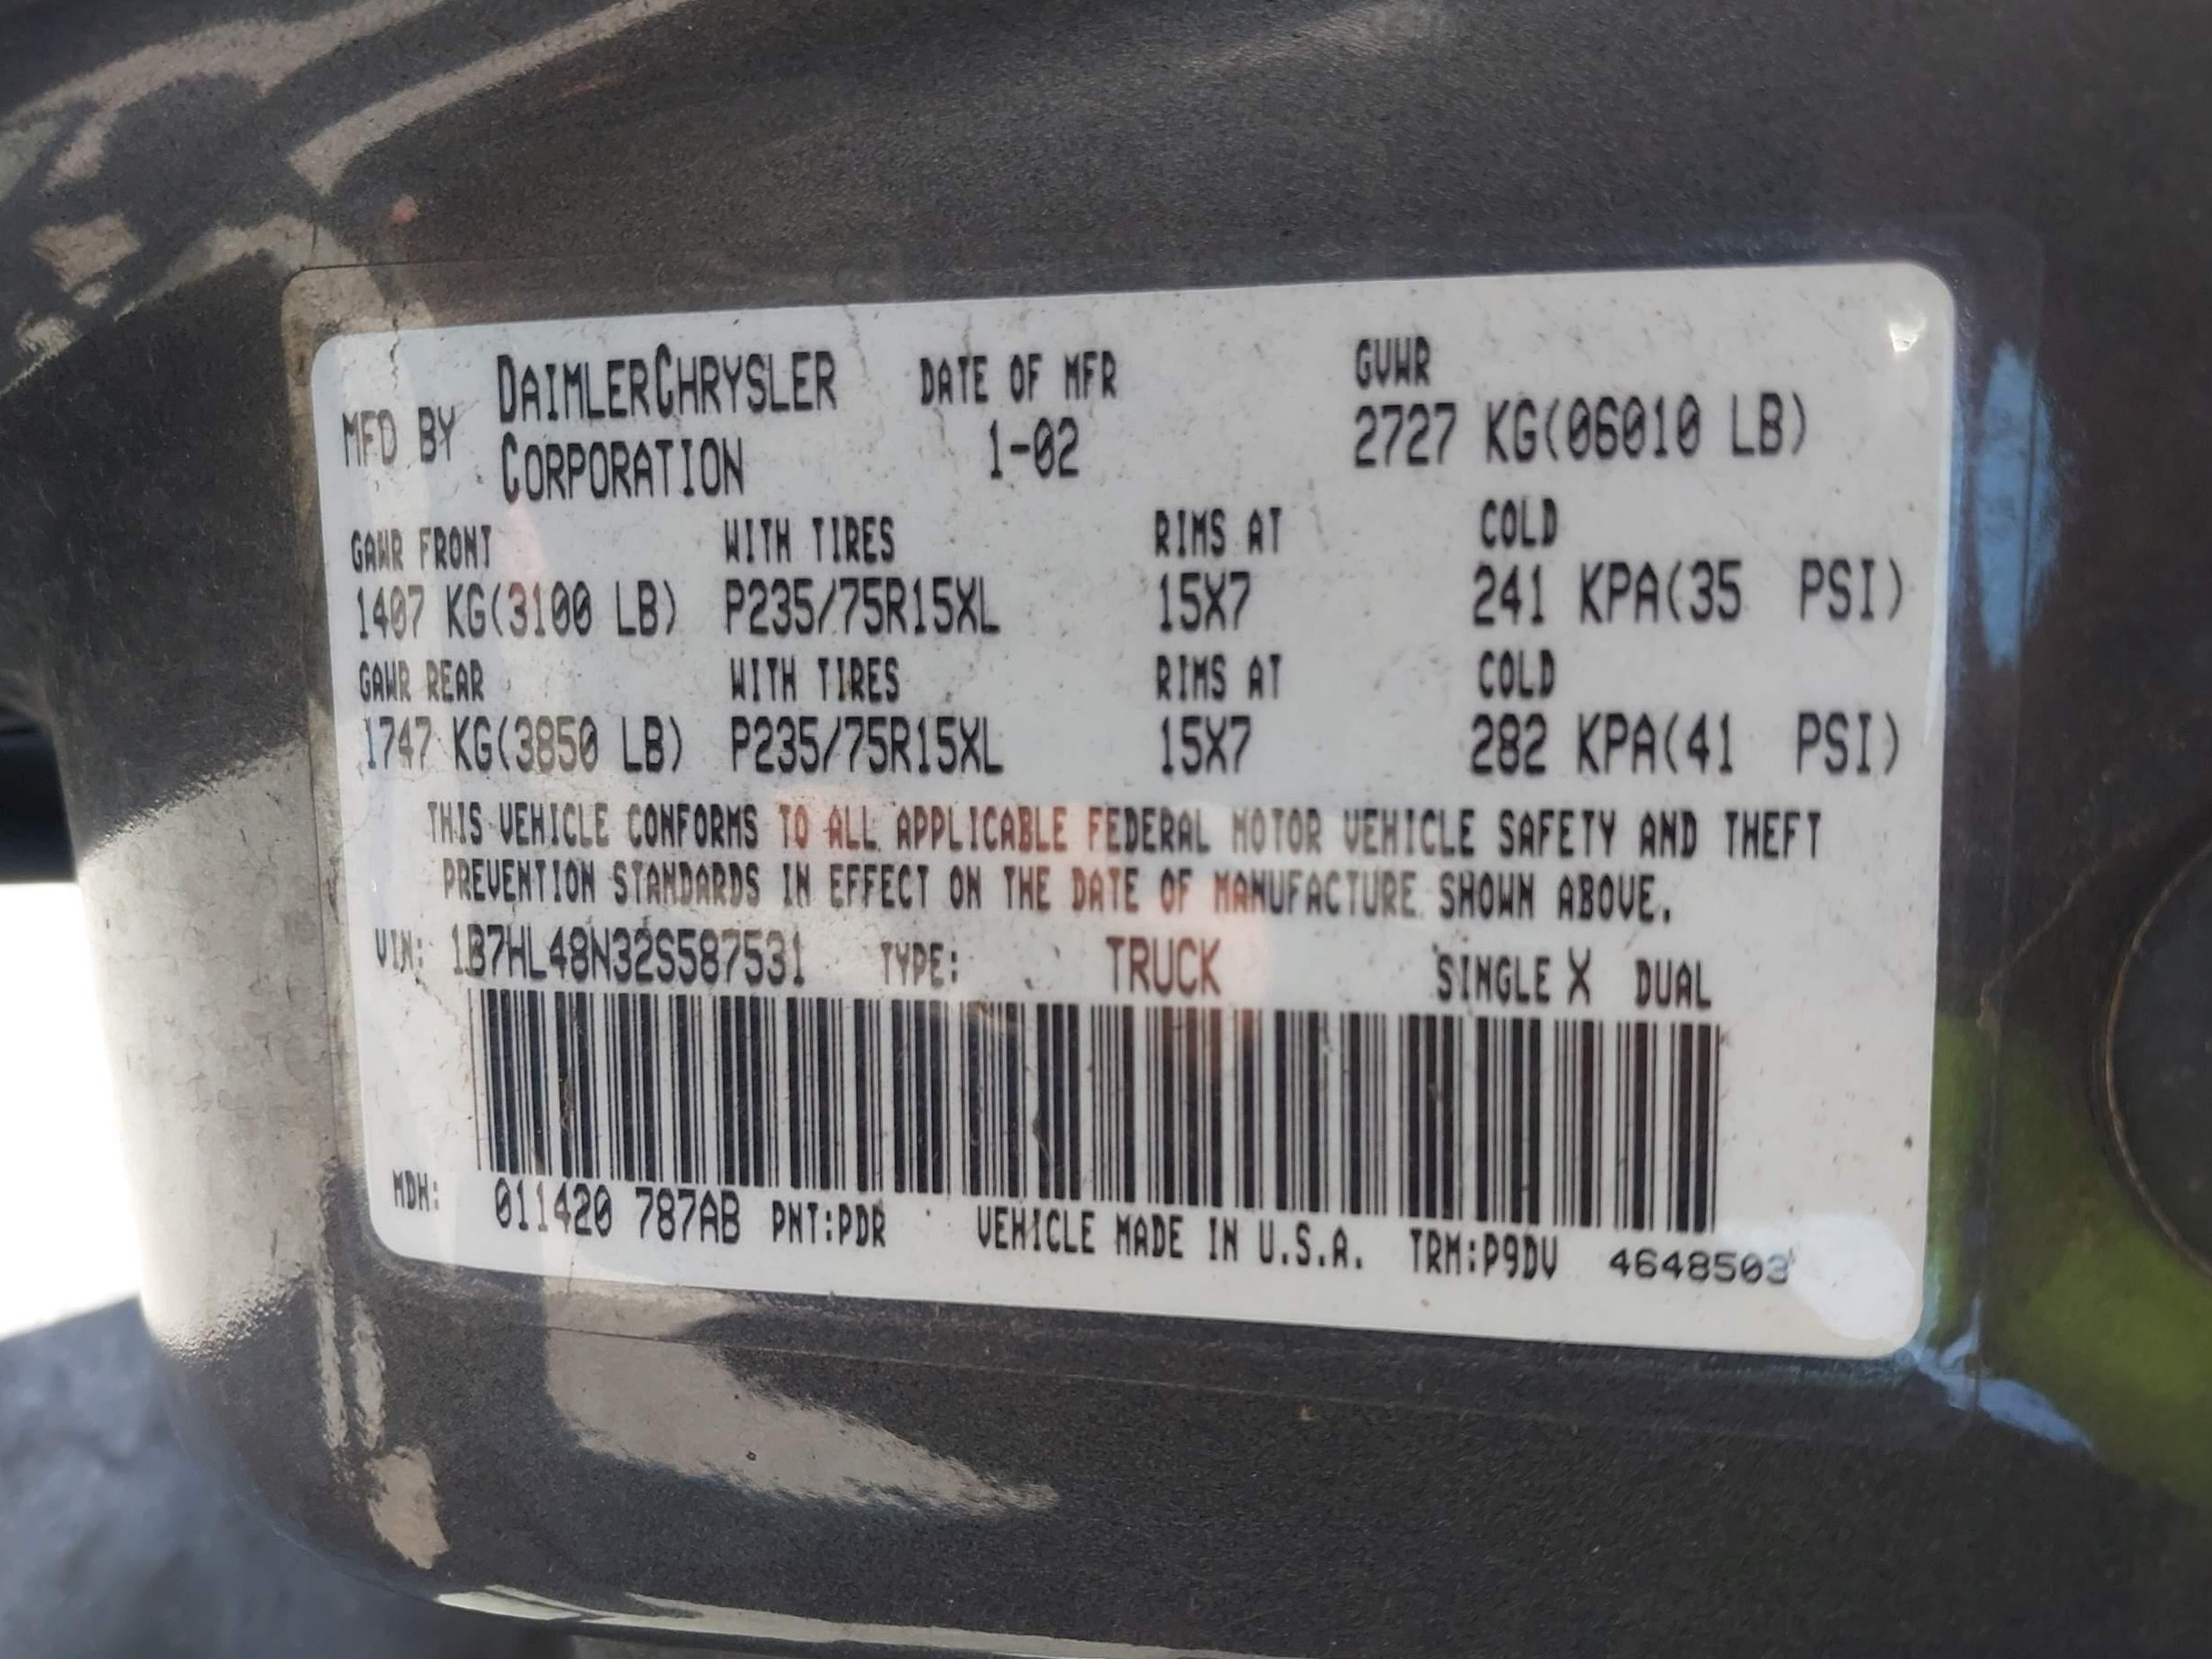 MFD BY DAIMLERCHRYSLER CORPORATION DATE OF MFR 1-02 GVWR 2727 KG(06010 LB)
GAWR FRONT WITH TIRES RIMS AT COLD
1407 KG(3100 LB) P235/75R15XL 15X7 241 KPA(35 PSI)
GAWR REAR WITH TIRES RIMS AT COLD
1747 KG(3850 LB) P235/75R15XL 15X7 282 KPA(41 PSI)
THIS VEHICLE CONFORMS TO ALL APPLICABLE FEDERAL MOTOR VEHICLE SAFETY AND THEFT
PREVENTION STANDARDS IN EFFECT ON THE DATE OF MANUFACTURE SHOWN ABOVE.
VIN: 1B7HL48N32S587531 TYPE: TRUCK SINGLE X DUAL
MDH: 011420 787AB PNT:PDR VEHICLE MADE IN U.S.A. TRM:P9DV 4648503